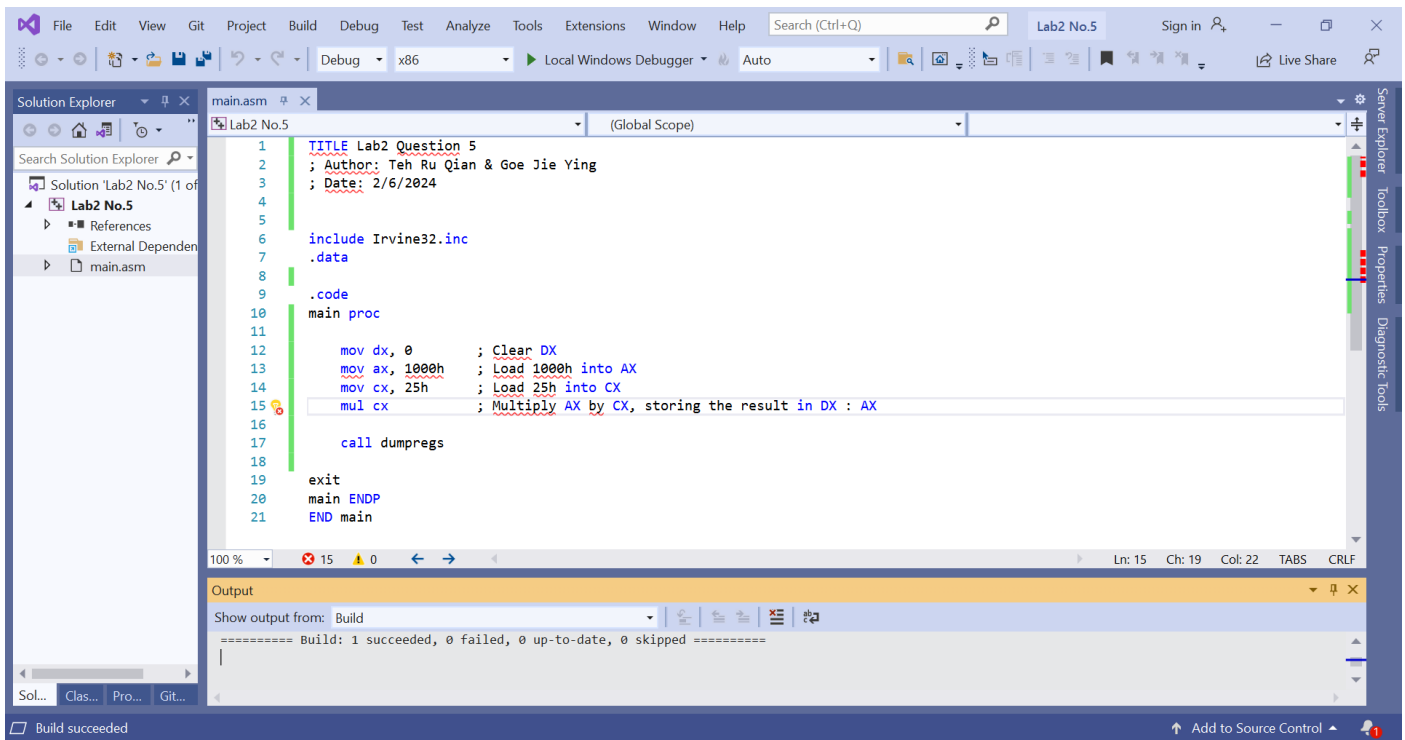 File Edit View Git Project Build Debug Test Analyze Tools Extensions Window Help Search (Ctrl+Q) Lab2 No.5 Sign in
Debug x86 Local Windows Debugger Auto Live Share
Solution Explorer
main.asm
Lab2 No.5 (Global Scope)
Search Solution Explorer
Solution 'Lab2 No.5' (1 of
Lab2 No.5
References
External Dependen
main.asm
1 TITLE Lab2 Question 5
2 ; Author: Teh Ru Qian & Goe Jie Ying
3 ; Date: 2/6/2024
4
5
6 include Irvine32.inc
7 .data
8
9 .code
10 main proc
11
12 mov dx, 0 ; Clear DX
13 mov ax, 1000h ; Load 1000h into AX
14 mov cx, 25h ; Load 25h into CX
15 mul cx ; Multiply AX by CX, storing the result in DX : AX
16
17 call dumpregs
18
19 exit
20 main ENDP
21 END main
100 % 15 0 Ln: 15 Ch: 19 Col: 22 TABS CRLF
Output
Show output from: Build
========== Build: 1 succeeded, 0 failed, 0 up-to-date, 0 skipped ==========
Sol... Clas... Pro... Git...
Build succeeded Add to Source Control 1
Server Explorer
Toolbox
Properties
Diagnostic Tools